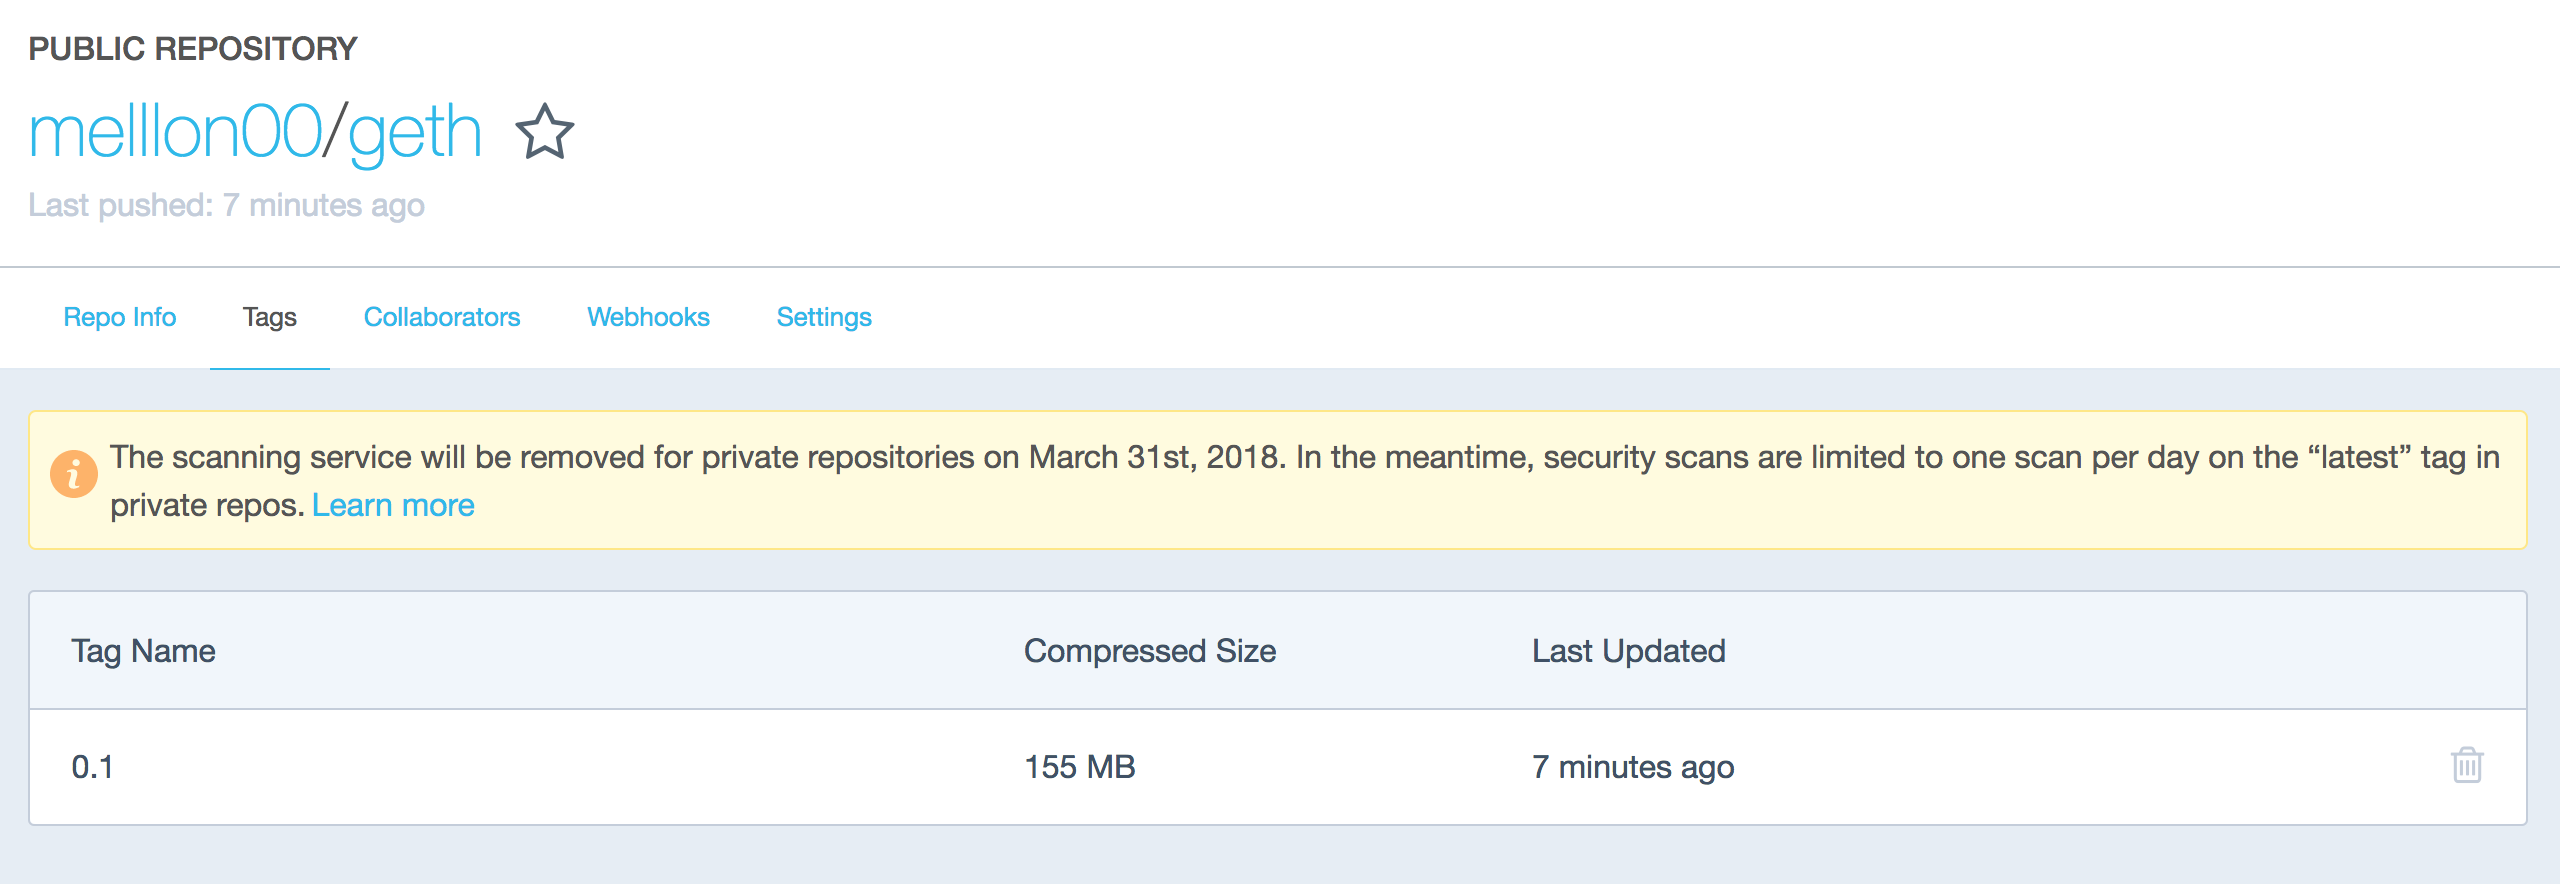 PUBLIC REPOSITORY
melllon00/geth
Last pushed: 7 minutes ago
Repo Info Tags Collaborators Webhooks Settings
The scanning service will be removed for private repositories on March 31st, 2018. In the meantime, security scans are limited to one scan per day on the “latest” tag in
private repos. Learn more
Tag Name Compressed Size Last Updated
0.1 155 MB 7 minutes ago